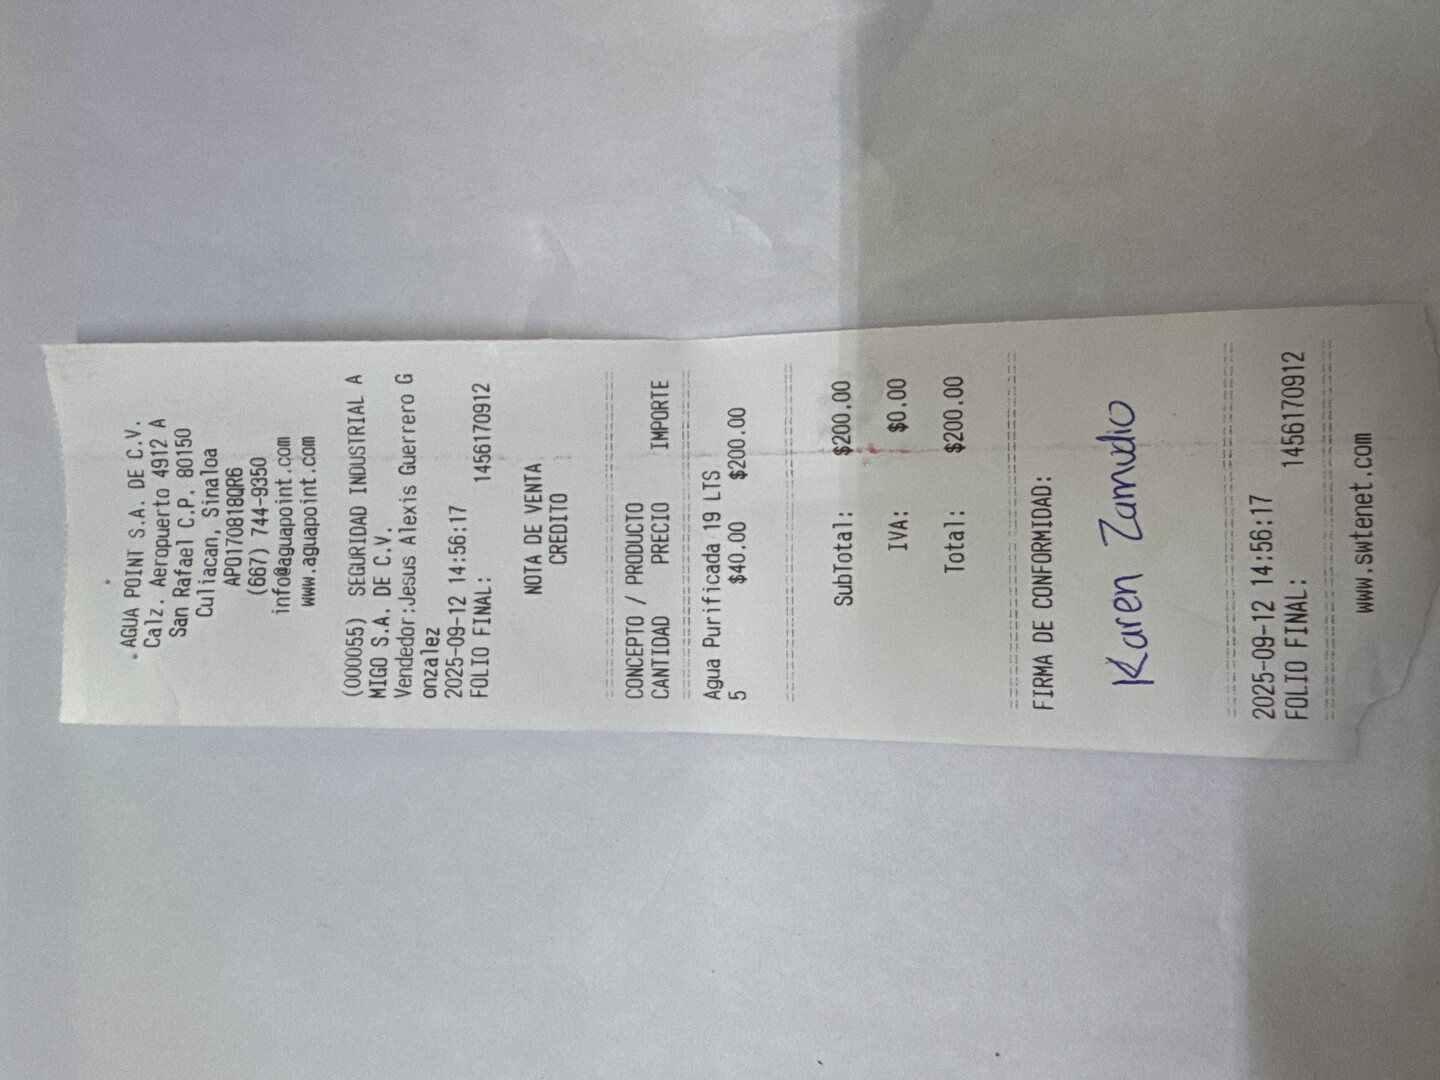 AGUA POINT S.A. DE C.V.
Calz. Aeropuerto 4912 A
San Rafael C.P. 80150
Culiacan, Sinaloa
APO170818QR6
(667) 744-9350
info@aguapoint.com
www.aguapoint.com
(000055) SEGURIDAD INDUSTRIAL A
MIGO S.A. DE C.V.
Vendedor:Jesus Alexis Guerrero G
onzalez
2025-09-12 14:56:17
FOLIO FINAL: 1456170912
NOTA DE VENTA
CREDITO
CONCEPTO / PRODUCTO
CANTIDAD PRECIO IMPORTE
Agua Purificada 19 LTS
5 $40.00 $200.00
SubTotal: $200.00
IVA: $0.00
Total: $200.00
FIRMA DE CONFORMIDAD:
Karen Zamudio
2025-09-12 14:56:17
FOLIO FINAL: 1456170912
www.swtenet.com